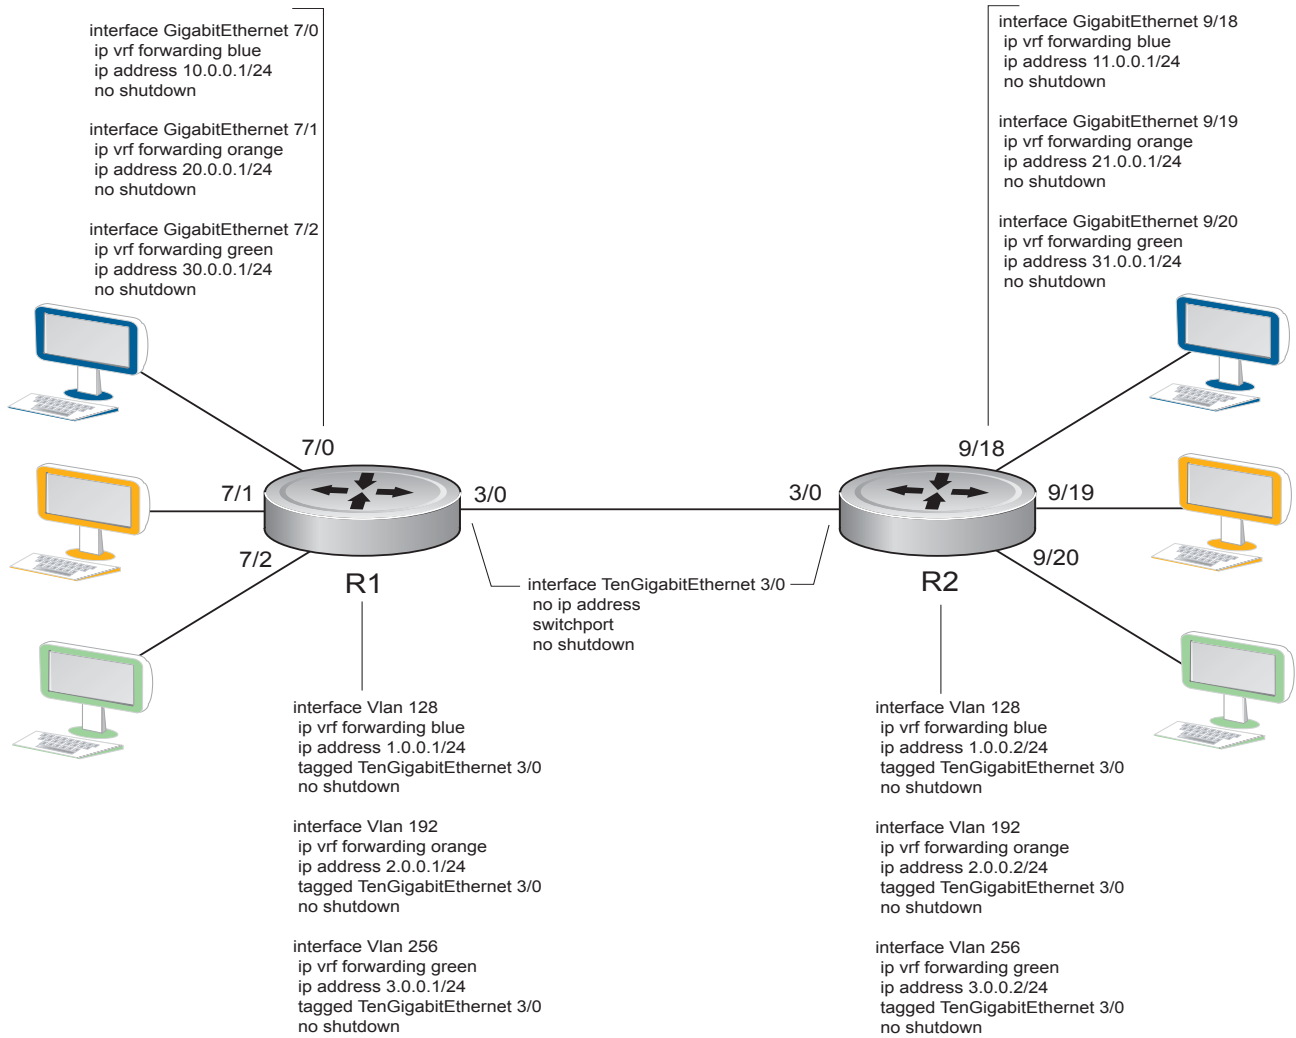 interface GigabitEthernet 7/0
ip vrf forwarding blue
ip address 10.0.0.1/24
no shutdown
interface GigabitEthernet 7/1
ip vrf forwarding orange
ip address 20.0.0.1/24
no shutdown
interface GigabitEthernet 7/2
ip vrf forwarding green
ip address 30.0.0.1/24
no shutdown
interface GigabitEthernet 9/18
ip vrf forwarding blue
ip address 11.0.0.1/24
no shutdown
interface GigabitEthernet 9/19
ip vrf forwarding orange
ip address 21.0.0.1/24
no shutdown
interface GigabitEthernet 9/20
ip vrf forwarding green
ip address 31.0.0.1/24
no shutdown
7/0
7/1
7/2
3/0
R1
3/0
9/18
9/19
9/20
R2
interface TenGigabitEthernet 3/0
no ip address
switchport
no shutdown
interface Vlan 128
ip vrf forwarding blue
ip address 1.0.0.1/24
tagged TenGigabitEthernet 3/0
no shutdown
interface Vlan 192
ip vrf forwarding orange
ip address 2.0.0.1/24
tagged TenGigabitEthernet 3/0
no shutdown
interface Vlan 256
ip vrf forwarding green
ip address 3.0.0.1/24
tagged TenGigabitEthernet 3/0
no shutdown
interface Vlan 128
ip vrf forwarding blue
ip address 1.0.0.2/24
tagged TenGigabitEthernet 3/0
no shutdown
interface Vlan 192
ip vrf forwarding orange
ip address 2.0.0.2/24
tagged TenGigabitEthernet 3/0
no shutdown
interface Vlan 256
ip vrf forwarding green
ip address 3.0.0.2/24
tagged TenGigabitEthernet 3/0
no shutdown